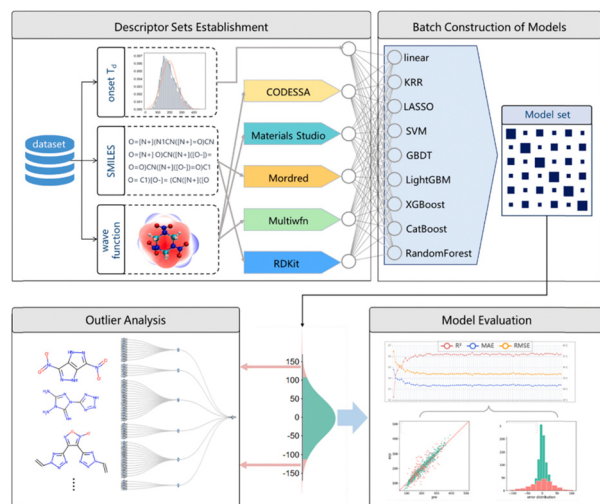 Descriptor Sets Establishment
Batch Construction of Models
dataset
onset Td
SMILES
O=[N+](N1CN([N+]=O)CN
O=[N+]O)CN([N+]([O-])=
O=O)CN([N+]([O-])=O)C1
O= C1)[O-]= (CN([N+]([O
wave
function
CODESSA
Materials Studio
Mordred
Multiwfn
RDKit
linear
KRR
LASSO
SVM
GBDT
LightGBM
XGBoost
CatBoost
RandomForest
Model set
Outlier Analysis
150
100
50
0
-50
-100
-150
Model Evaluation
R² MAE RMSE